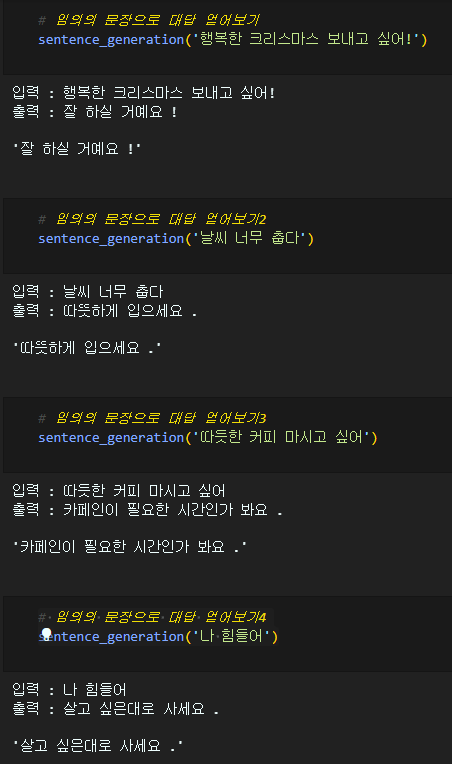 # 임의의 문장으로 대답 얻어보기
sentence_generation('행복한 크리스마스 보내고 싶어!')
입력 : 행복한 크리스마스 보내고 싶어!
출력 : 잘 하실 거예요 !
'잘 하실 거예요 !'
# 임의의 문장으로 대답 얻어보기2
sentence_generation('날씨 너무 춥다')
입력 : 날씨 너무 춥다
출력 : 따뜻하게 입으세요 .
'따뜻하게 입으세요 .'
# 임의의 문장으로 대답 얻어보기3
sentence_generation('따듯한 커피 마시고 싶어')
입력 : 따듯한 커피 마시고 싶어
출력 : 카페인이 필요한 시간인가 봐요 .
'카페인이 필요한 시간인가 봐요 .'
# 임의의 문장으로 대답 얻어보기4
sentence_generation('나 힘들어')
입력 : 나 힘들어
출력 : 살고 싶은대로 사세요 .
'살고 싶은대로 사세요 .'